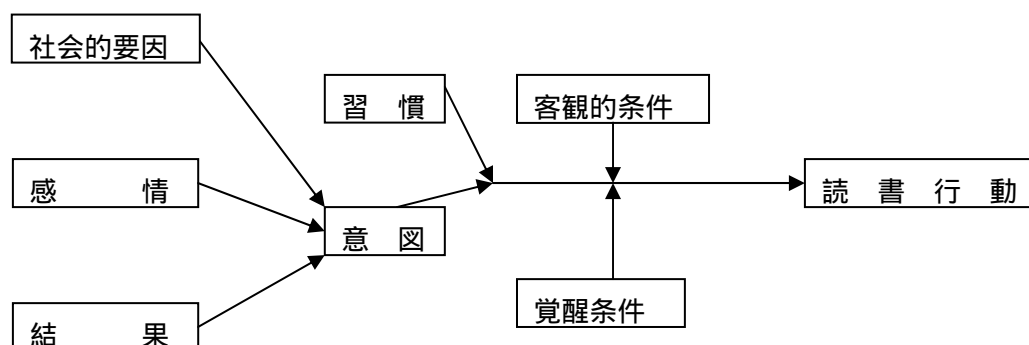 社会的要因
習　慣
客観的条件
感　　　情
読　書　行　動
意　図
覚醒条件
結　　　果